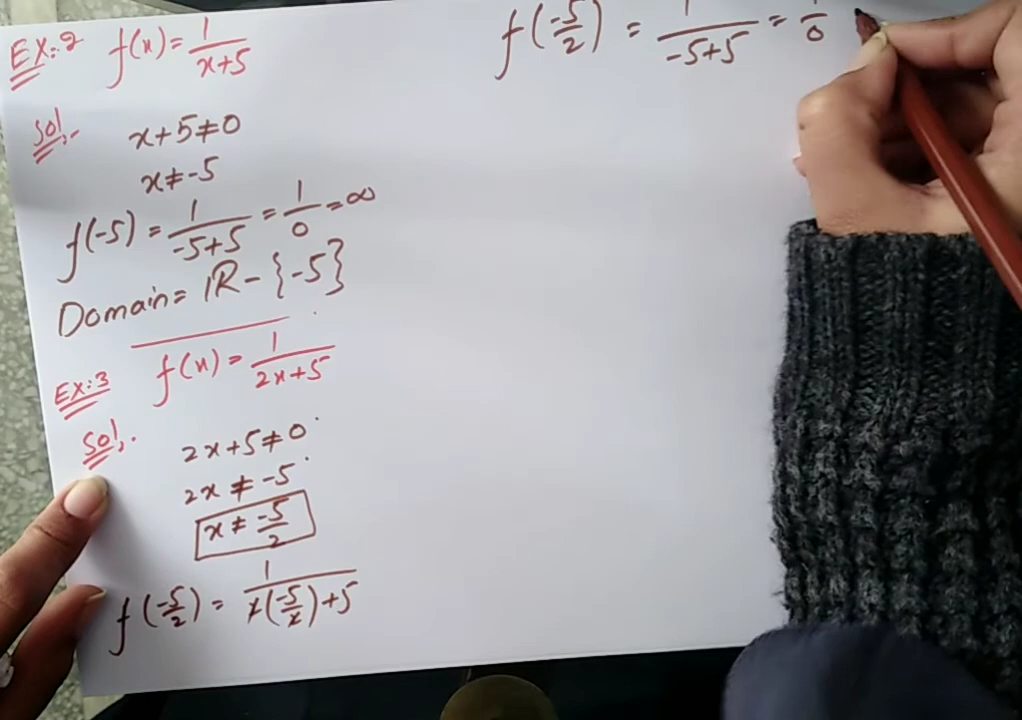 EX:2 f(x) = 1/(x+5)
Sol:- x+5≠0
x≠-5
f(-5) = 1/(-5+5) = 1/0 = ∞
Domain = IR - {-5}
EX:3 f(x) = 1/(2x+5)
Sol:- 2x+5≠0
2x ≠ -5
x ≠ -5/2
f(-5/2) = 1/(2(-5/2)+5)
f(-5/2) = 1/(-5+5) = 1/0